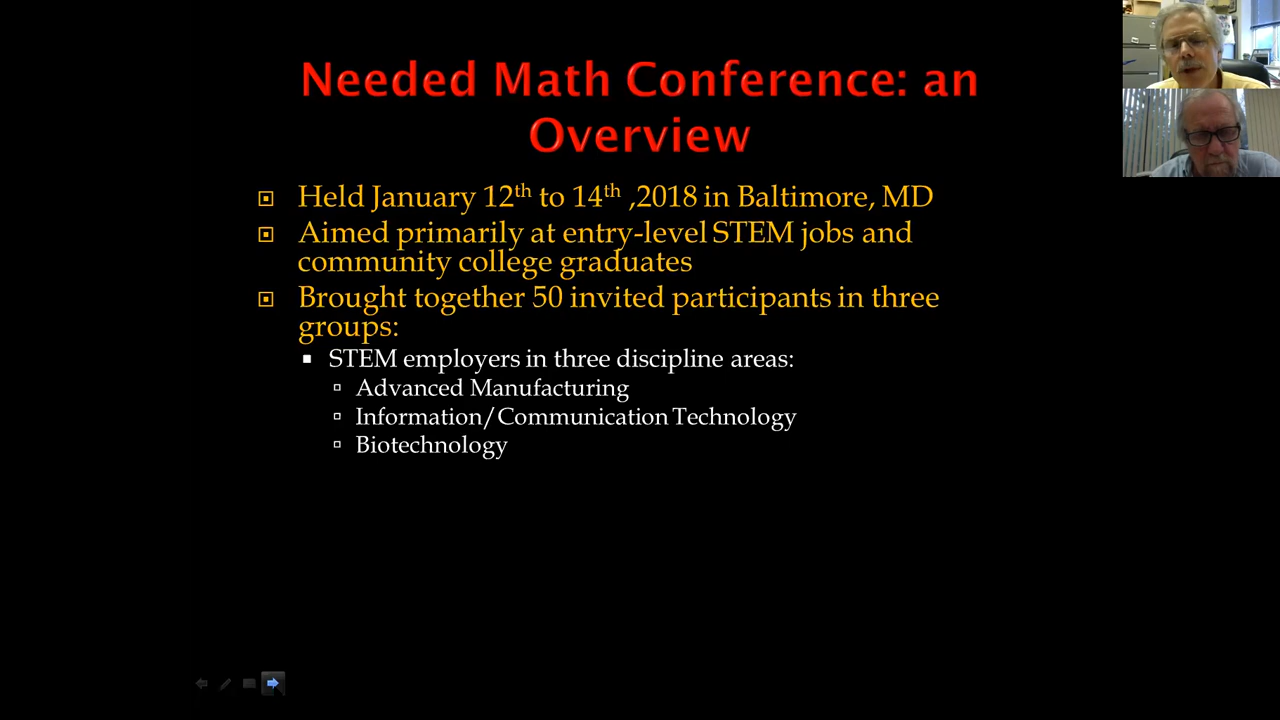 Needed Math Conference: an
Overview
Held January 12th to 14th ,2018 in Baltimore, MD
Aimed primarily at entry-level STEM jobs and
community college graduates
Brought together 50 invited participants in three
groups:
STEM employers in three discipline areas:
Advanced Manufacturing
Information/Communication Technology
Biotechnology